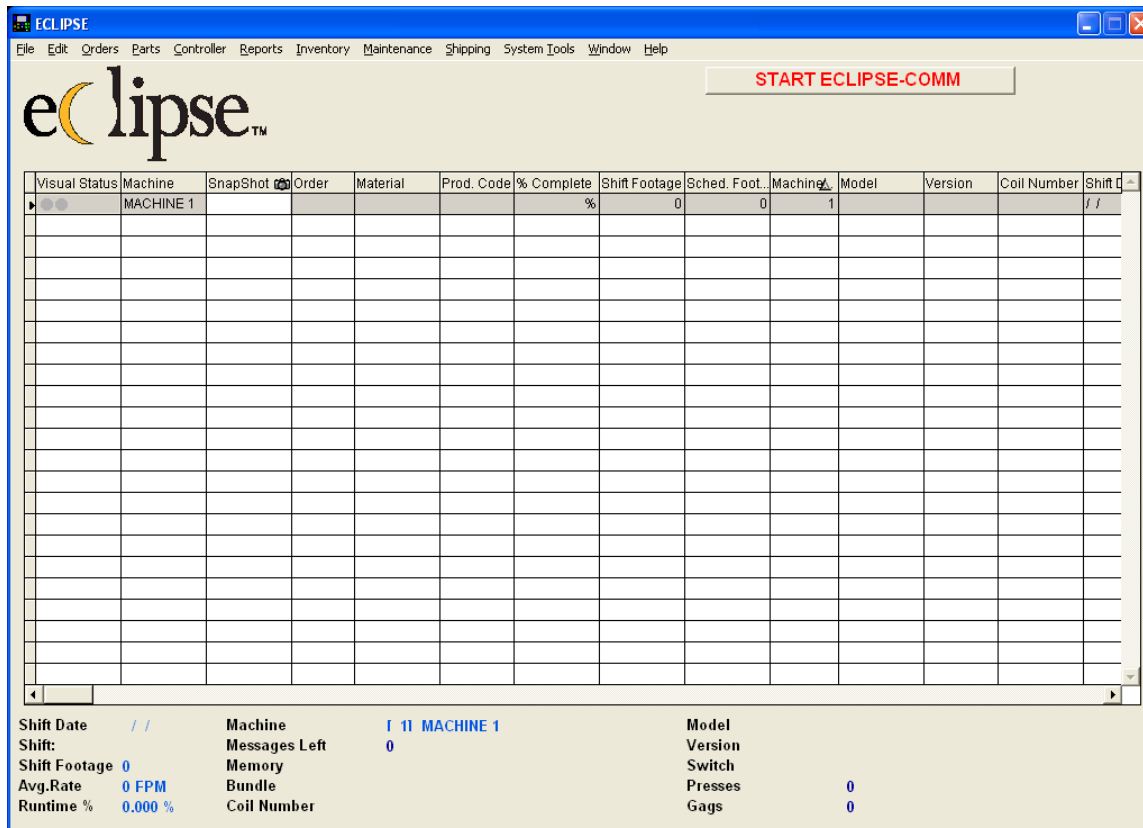 ECLIPSE
File Edit Orders Parts Controller Reports Inventory Maintenance Shipping System Tools Window Help
eclipse TM
START ECLIPSE-COMM
Visual Status Machine SnapShot Order Material Prod. Code % Complete Shift Footage Sched. Foot... Machine Model Version Coil Number Shift D
MACHINE 1 % 0 0 1 / /
Shift Date / / Machine [ 1] MACHINE 1 Model
Shift: Messages Left 0 Version
Shift Footage 0 Memory Switch
Avg.Rate 0 FPM Bundle Presses 0
Runtime % 0.000 % Coil Number Gags 0